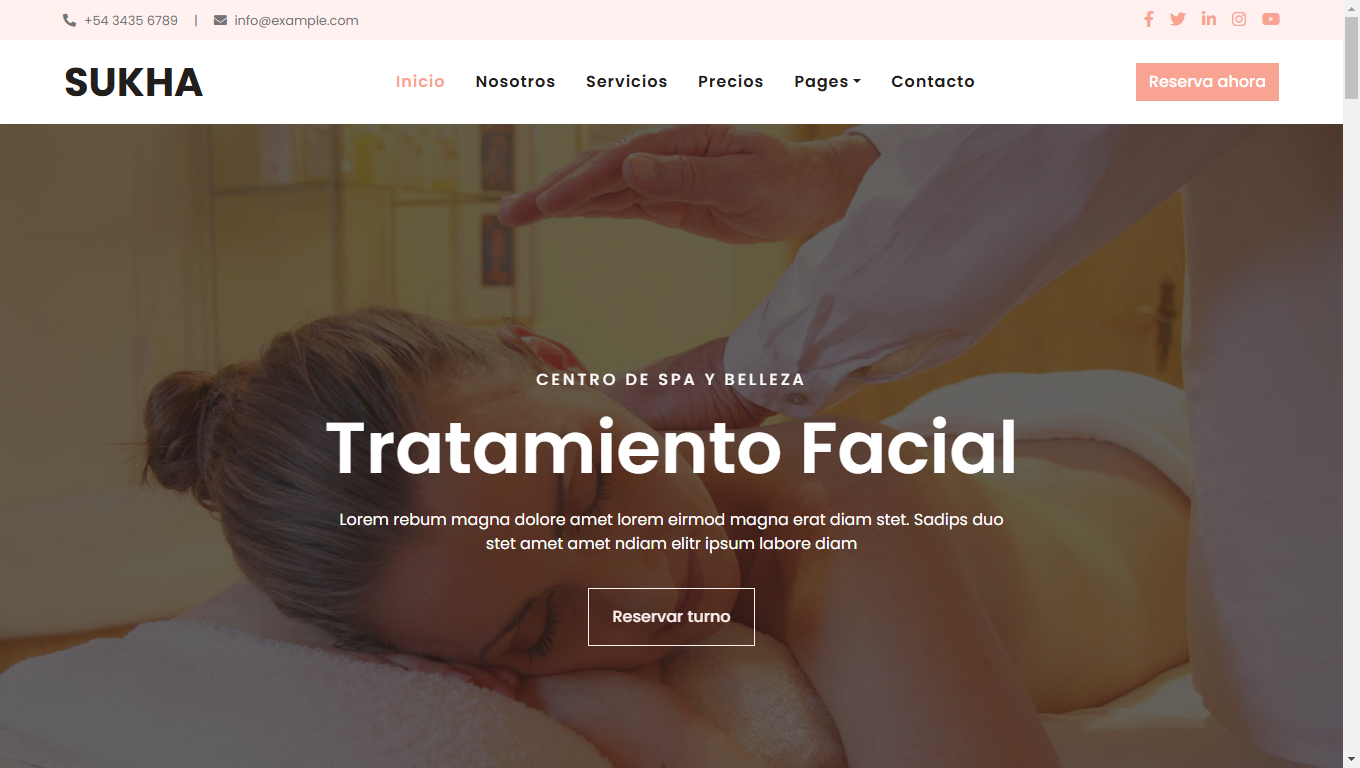 +54 3435 6789 | info@example.com
SUKHA
Inicio Nosotros Servicios Precios Pages Contacto
Reserva ahora
CENTRO DE SPA Y BELLEZA
Tratamiento Facial
Lorem rebum magna dolore amet lorem eirmod magna erat diam stet. Sadips duo
stet amet amet ndiam elitr ipsum labore diam
Reservar turno